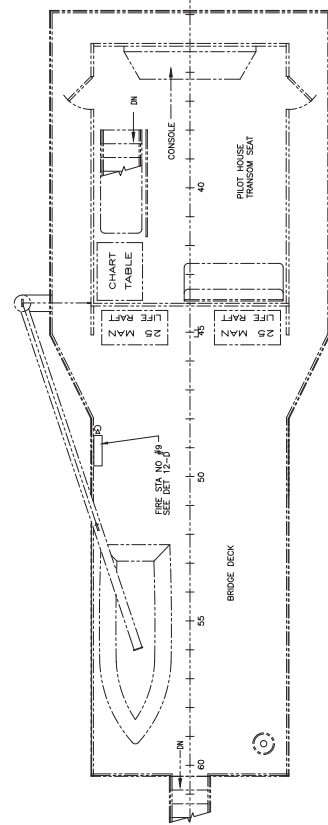 DN
CONSOLE
40
PILOT HOUSE
TRANSOM SEAT
CHART
TABLE
25 MAN
LIFE RAFT
25 MAN
LIFE RAFT
45
FIRE STA NO #9
SEE DET 12-D
50
BRIDGE DECK
55
DN
60